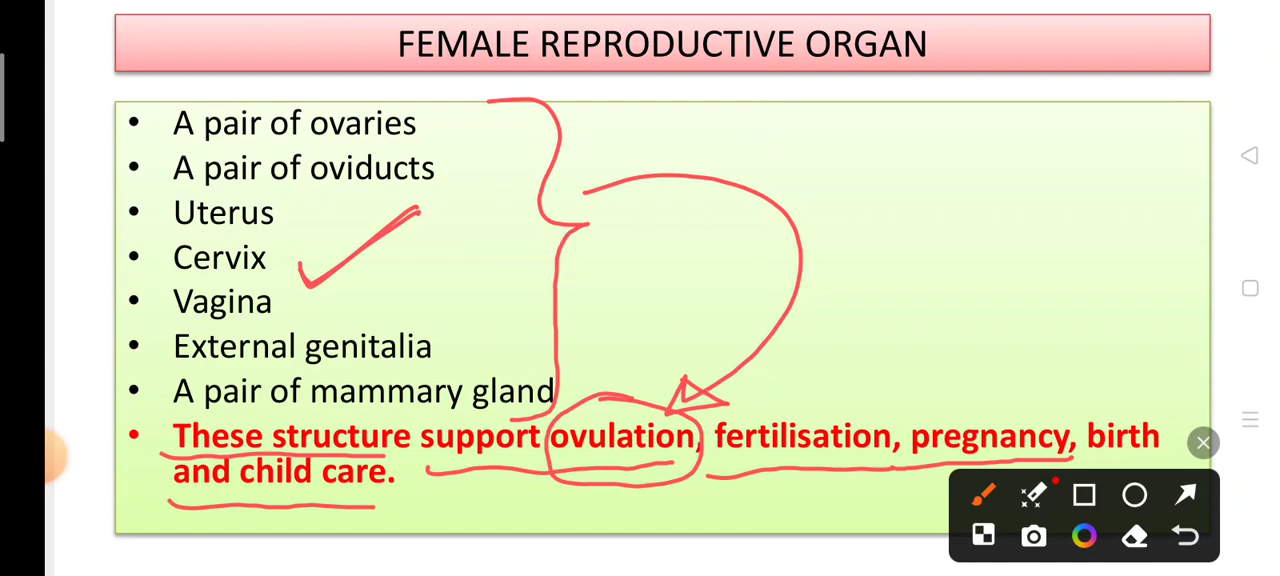 FEMALE REPRODUCTIVE ORGAN
• A pair of ovaries
• A pair of oviducts
• Uterus
• Cervix
• Vagina
• External genitalia
• A pair of mammary gland
• These structure support ovulation, fertilisation, pregnancy, birth
and child care.